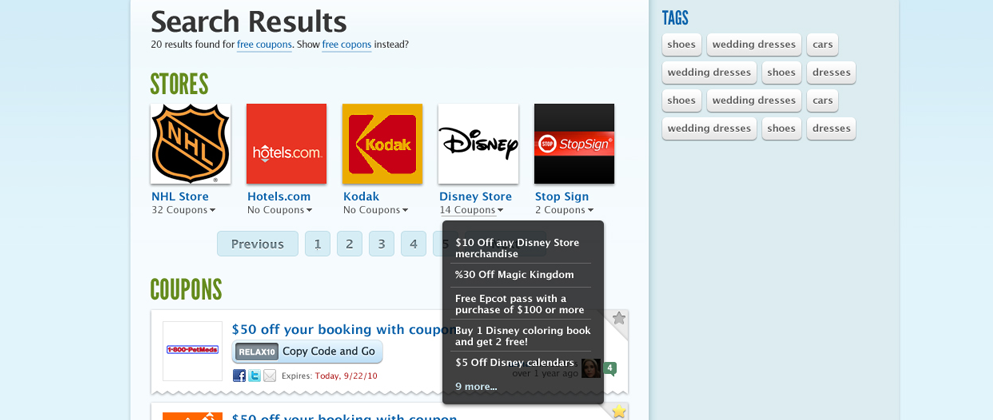 Search Results
20 results found for free coupons. Show free copons instead?
STORES
NHL
hotels.com
Kodak
Disney
STOP StopSign
NHL Store
Hotels.com
Kodak
Disney Store
Stop Sign
32 Coupons
No Coupons
No Coupons
14 Coupons
2 Coupons
Previous 1 2 3 4 5
$10 Off any Disney Store
merchandise
%30 Off Magic Kingdom
Free Epcot pass with a
purchase of $100 or more
Buy 1 Disney coloring book
and get 2 free!
$5 Off Disney calendars
9 more...
COUPONS
1-800-PetMeds
$50 off your booking with coupon
RELAX10 Copy Code and Go
Expires: Today, 9/22/10
over 1 year ago
4
$50 off your booking with coupon
TAGS
shoes wedding dresses cars
wedding dresses shoes dresses
shoes wedding dresses cars
wedding dresses shoes dresses